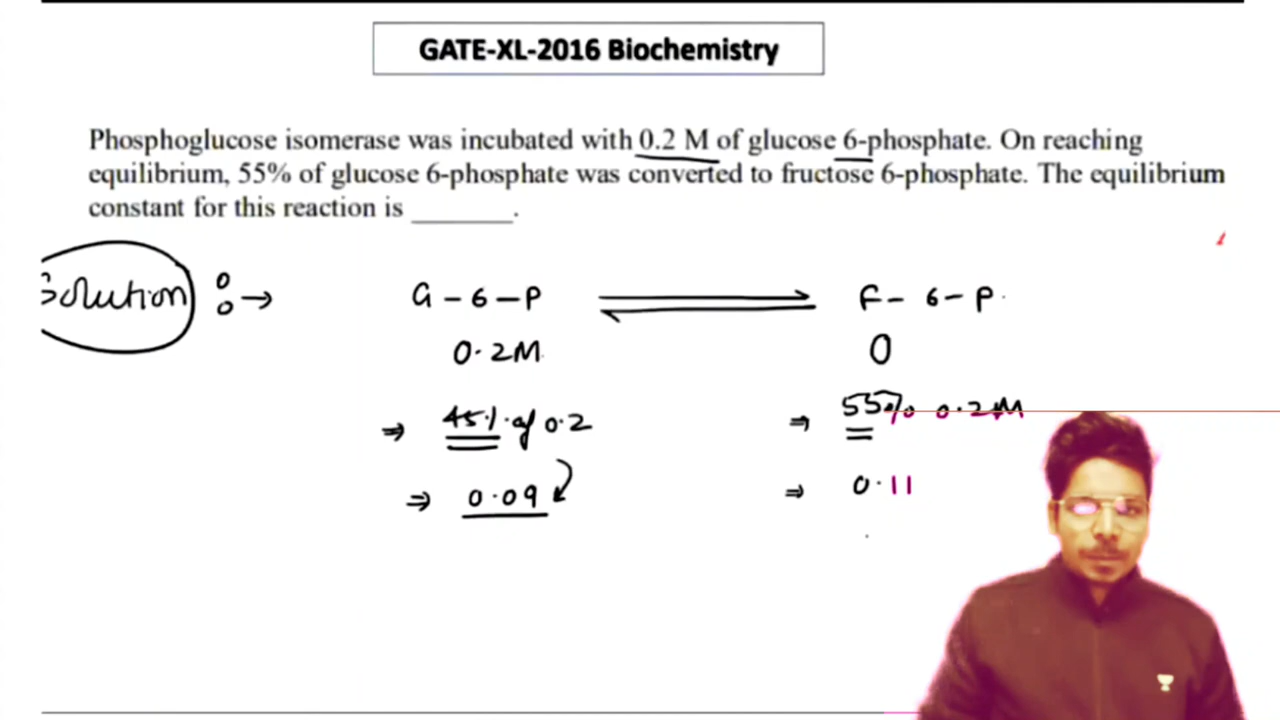 GATE-XL-2016 Biochemistry
Phosphoglucose isomerase was incubated with 0.2 M of glucose 6-phosphate. On reaching
equilibrium, 55% of glucose 6-phosphate was converted to fructose 6-phosphate. The equilibrium
constant for this reaction is ________.
Solution : → G - 6 - P ⇌ F - 6 - P
0.2M 0
⇒ 45% of 0.2 ⇒ 55% 0.2M
⇒ 0.09 ⇒ 0.11